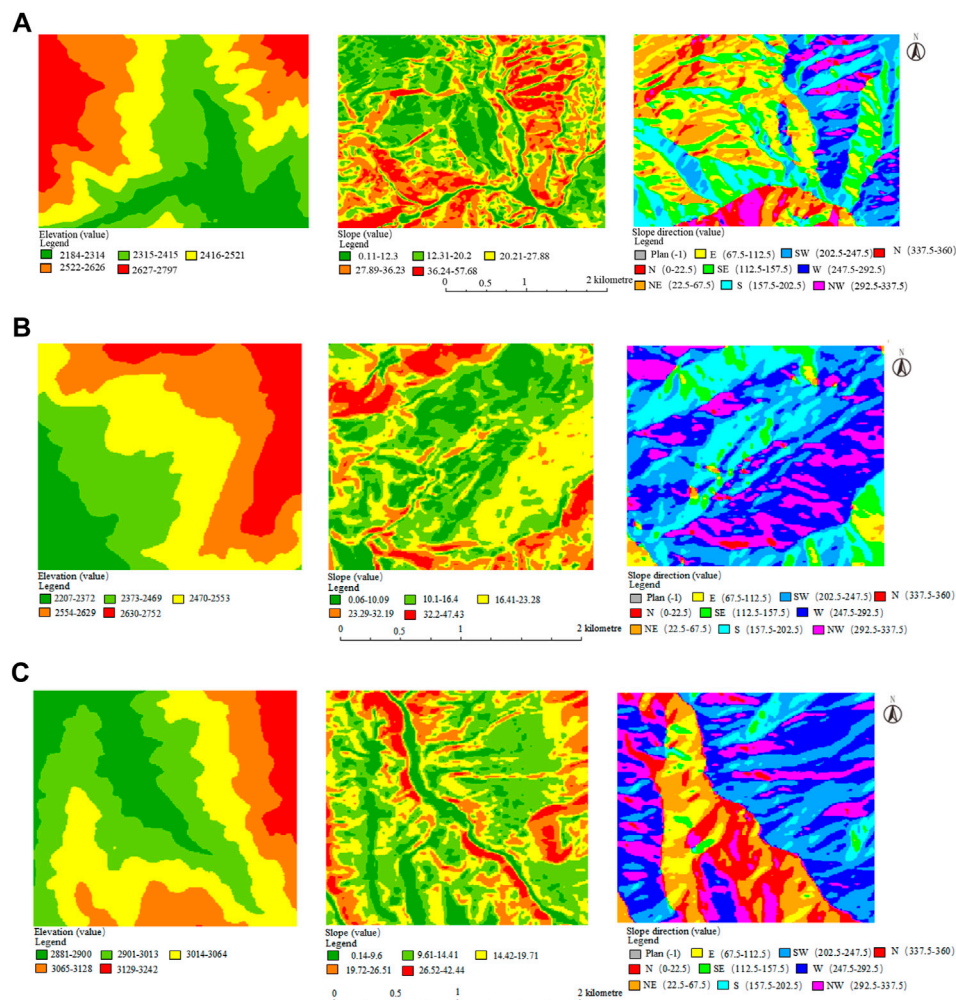 A
N
Elevation (value)
Legend
2184-2314 2315-2415 2416-2521
2522-2626 2627-2797
Slope (value)
Legend
0.11-12.3 12.31-20.2 20.21-27.88
27.89-36.23 36.24-57.68
0 0.5 1 2 kilometre
Slope direction (value)
Legend
Plan (-1) E (67.5-112.5) SW (202.5-247.5) N (337.5-360)
N (0-22.5) SE (112.5-157.5) W (247.5-292.5)
NE (22.5-67.5) S (157.5-202.5) NW (292.5-337.5)
B
N
Elevation (value)
Legend
2207-2372 2373-2469 2470-2553
2554-2629 2630-2752
Slope (value)
Legend
0.06-10.09 10.1-16.4 16.41-23.28
23.29-32.19 32.2-47.43
0 0.5 1 2 kilometre
Slope direction (value)
Legend
Plan (-1) E (67.5-112.5) SW (202.5-247.5) N (337.5-360)
N (0-22.5) SE (112.5-157.5) W (247.5-292.5)
NE (22.5-67.5) S (157.5-202.5) NW (292.5-337.5)
C
N
Elevation (value)
Legend
2881-2900 2901-3013 3014-3064
3065-3128 3129-3242
Slope (value)
Legend
0.14-9.6 9.61-14.41 14.42-19.71
19.72-26.51 26.52-42.44
0 0.5 1 2 kilometre
Slope direction (value)
Legend
Plan (-1) E (67.5-112.5) SW (202.5-247.5) N (337.5-360)
N (0-22.5) SE (112.5-157.5) W (247.5-292.5)
NE (22.5-67.5) S (157.5-202.5) NW (292.5-337.5)